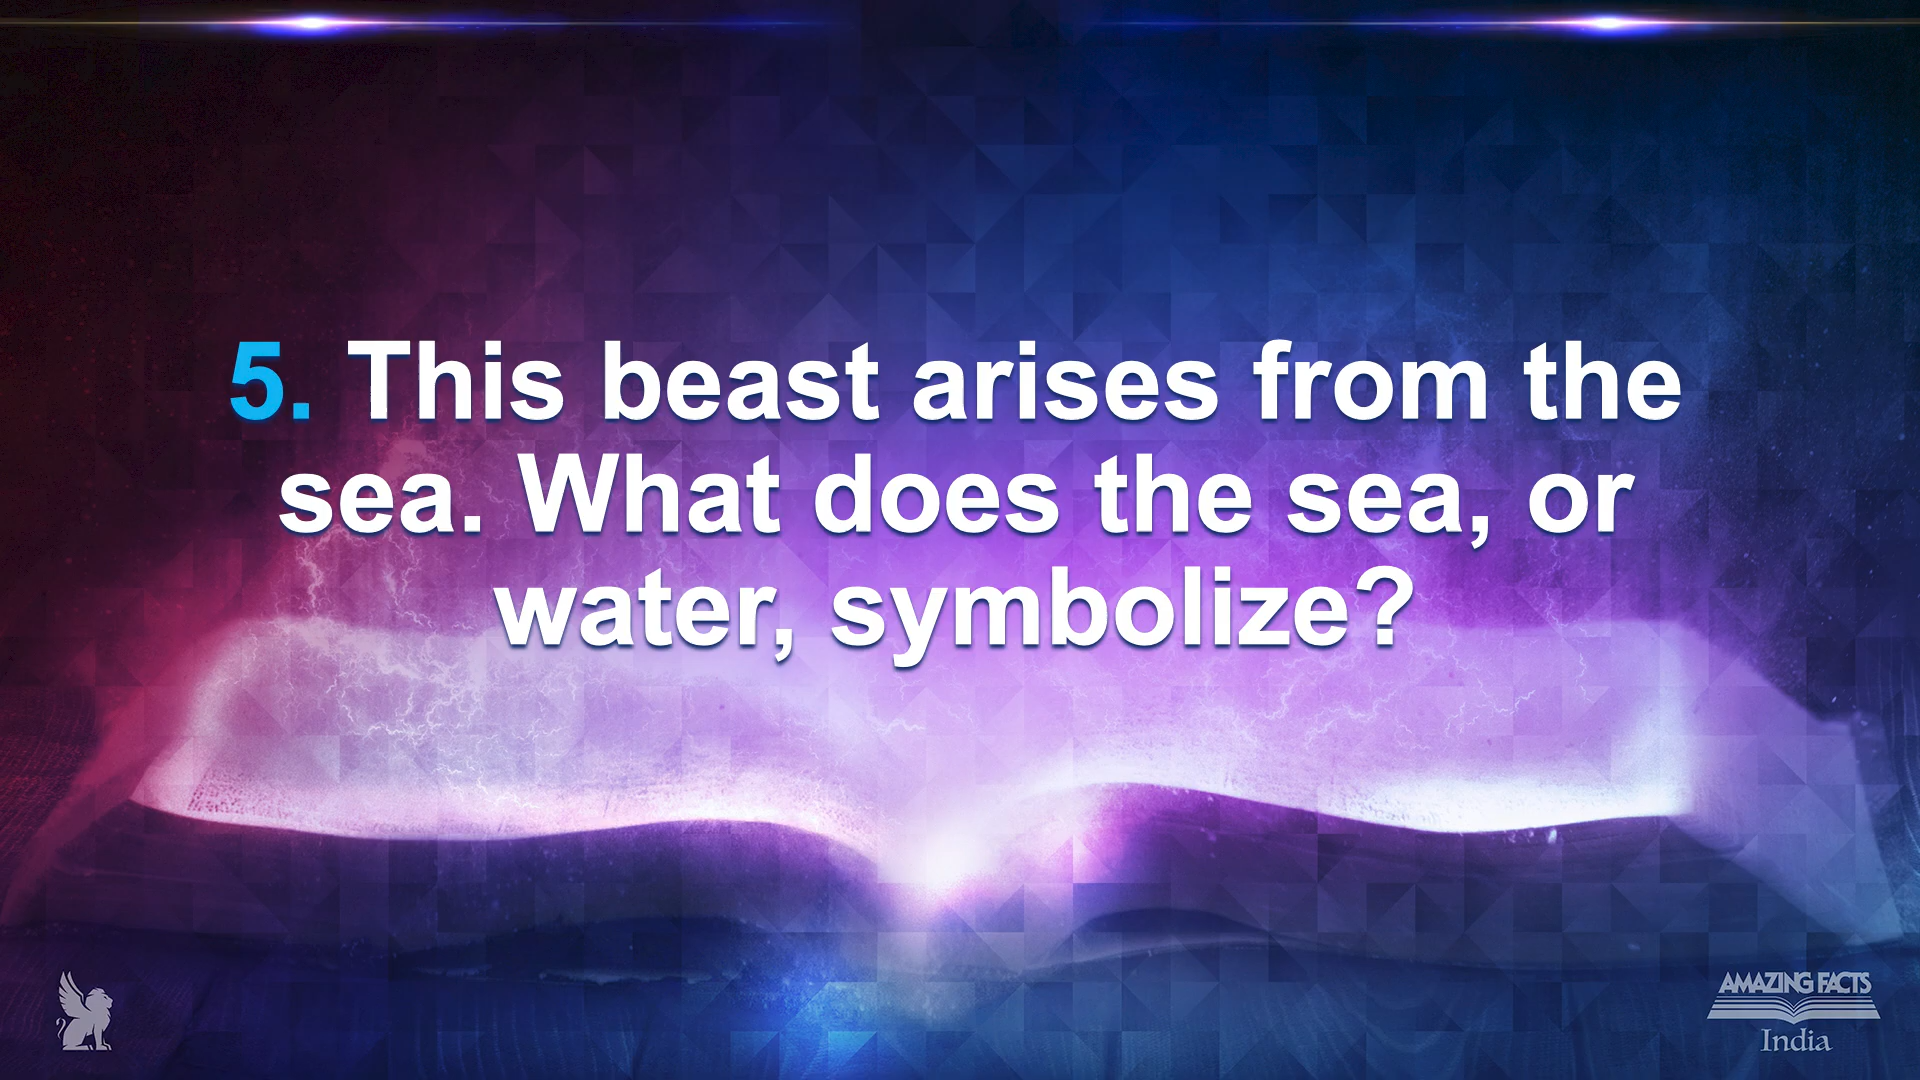 5. This beast arises from the
sea. What does the sea, or
water, symbolize?
AMAZING FACTS
India